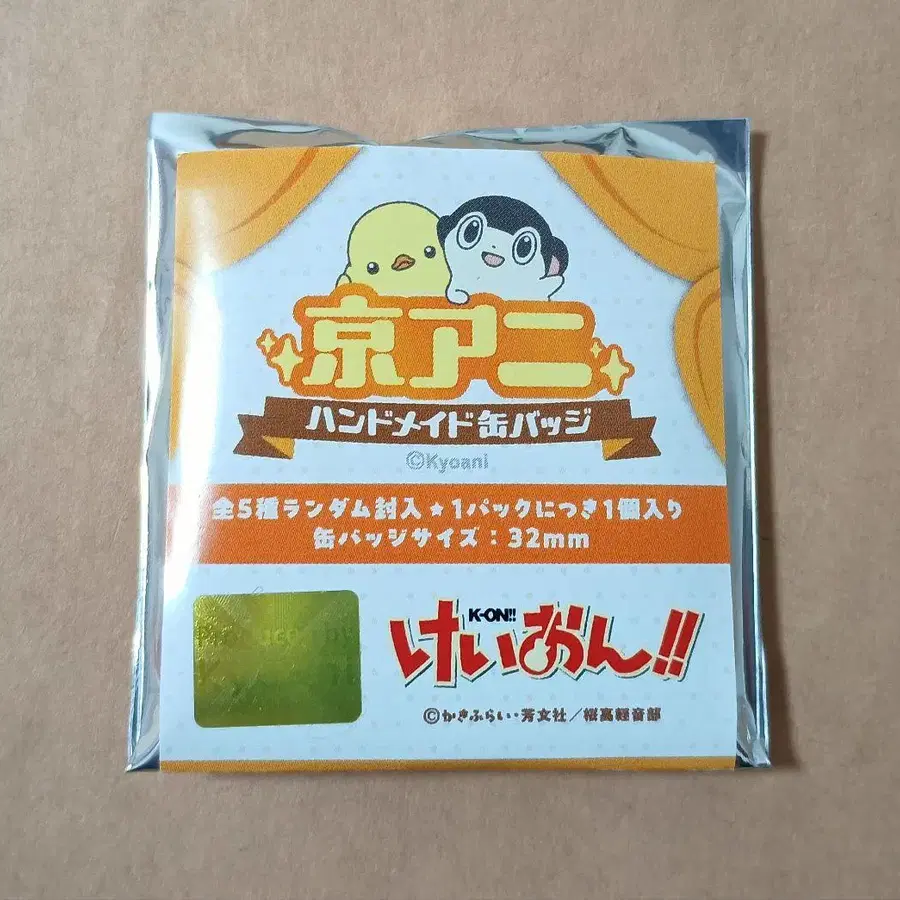 京アニ
ハンドメイド缶バッジ
©Kyoani
全5種ランダム封入★1パックにつき1個入り
缶バッジサイズ：32mm
Produced by
K-ON!!
けいおん!!
©かきふらい・芳文社／桜高軽音部